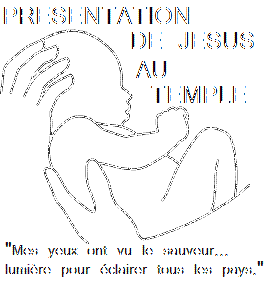 PRESENTATION
DE JESUS
AU
TEMPLE
"Mes yeux ont vu le sauveur...
lumière pour éclairer tous les pays."